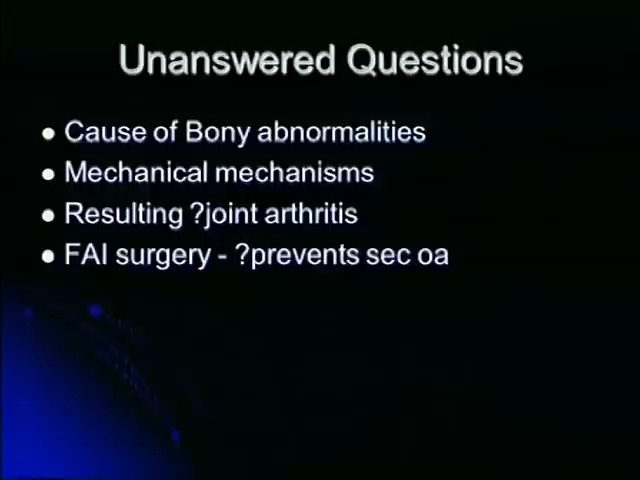 Unanswered Questions
● Cause of Bony abnormalities
● Mechanical mechanisms
● Resulting ?joint arthritis
● FAI surgery - ?prevents sec oa